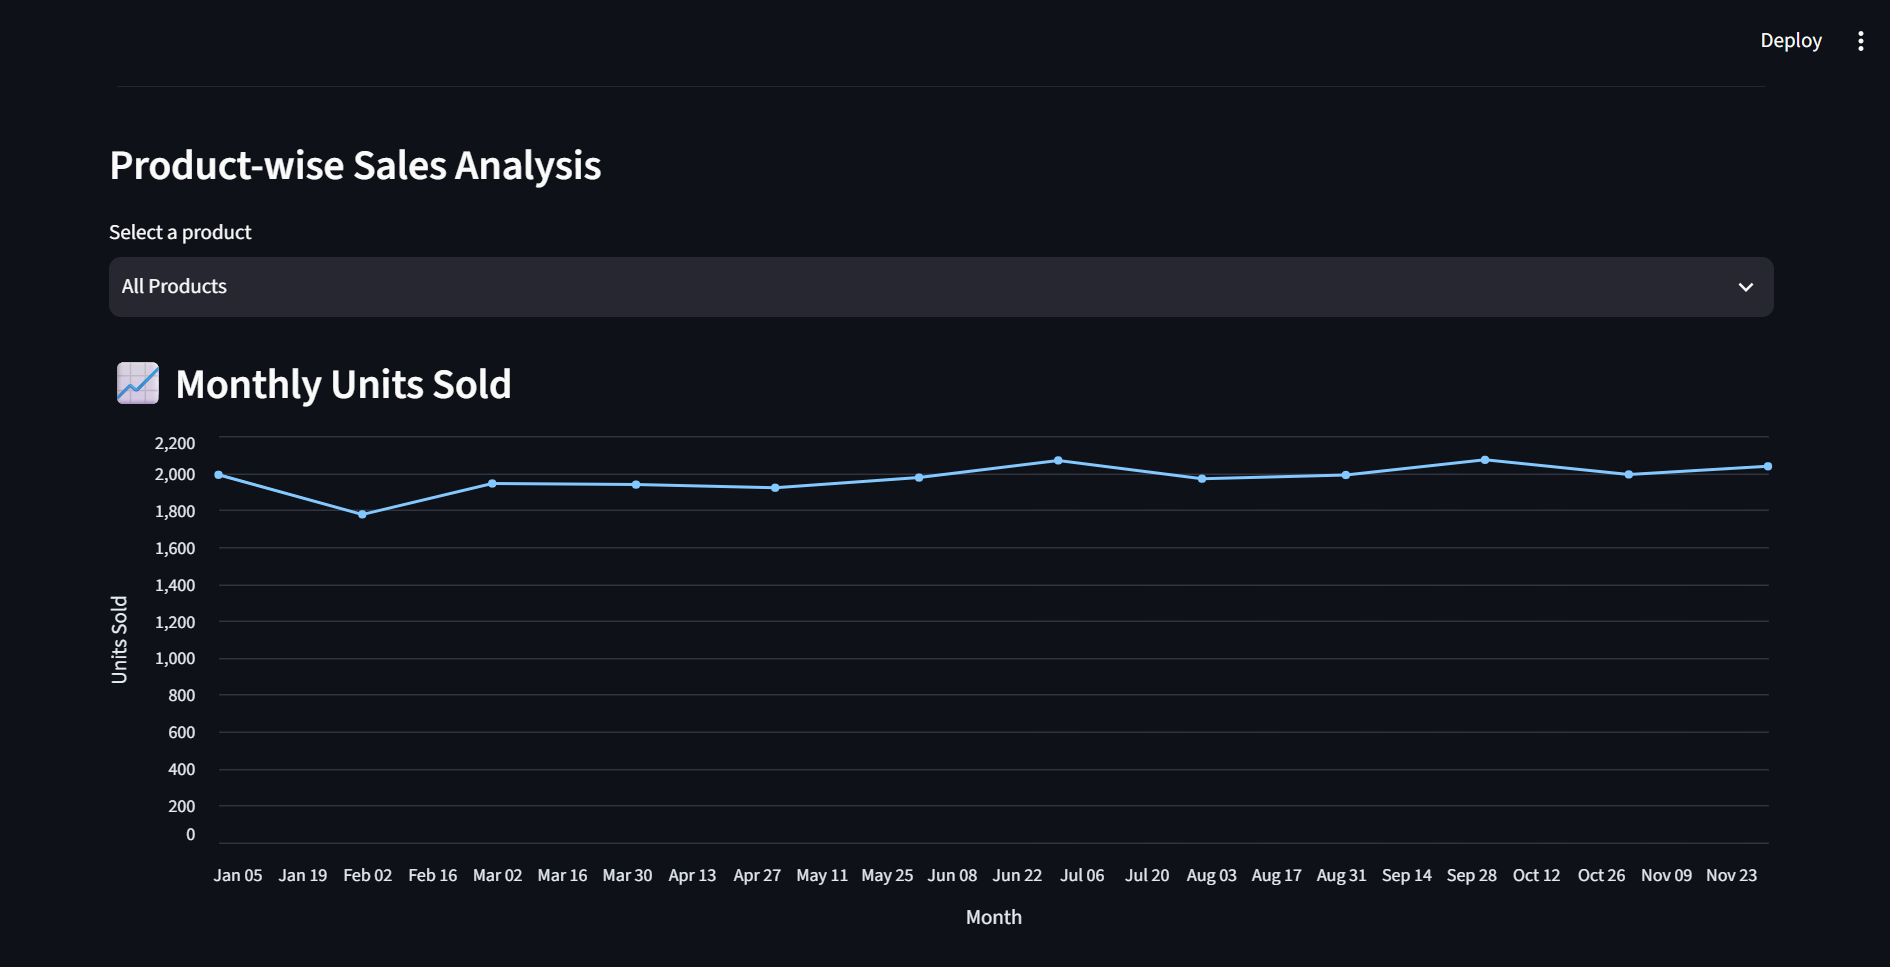 Deploy
Product-wise Sales Analysis
Select a product
All Products
Monthly Units Sold
2,200
2,000
1,800
1,600
1,400
1,200
1,000
800
600
400
200
0
Units Sold
Jan 05 Jan 19 Feb 02 Feb 16 Mar 02 Mar 16 Mar 30 Apr 13 Apr 27 May 11 May 25 Jun 08 Jun 22 Jul 06 Jul 20 Aug 03 Aug 17 Aug 31 Sep 14 Sep 28 Oct 12 Oct 26 Nov 09 Nov 23
Month